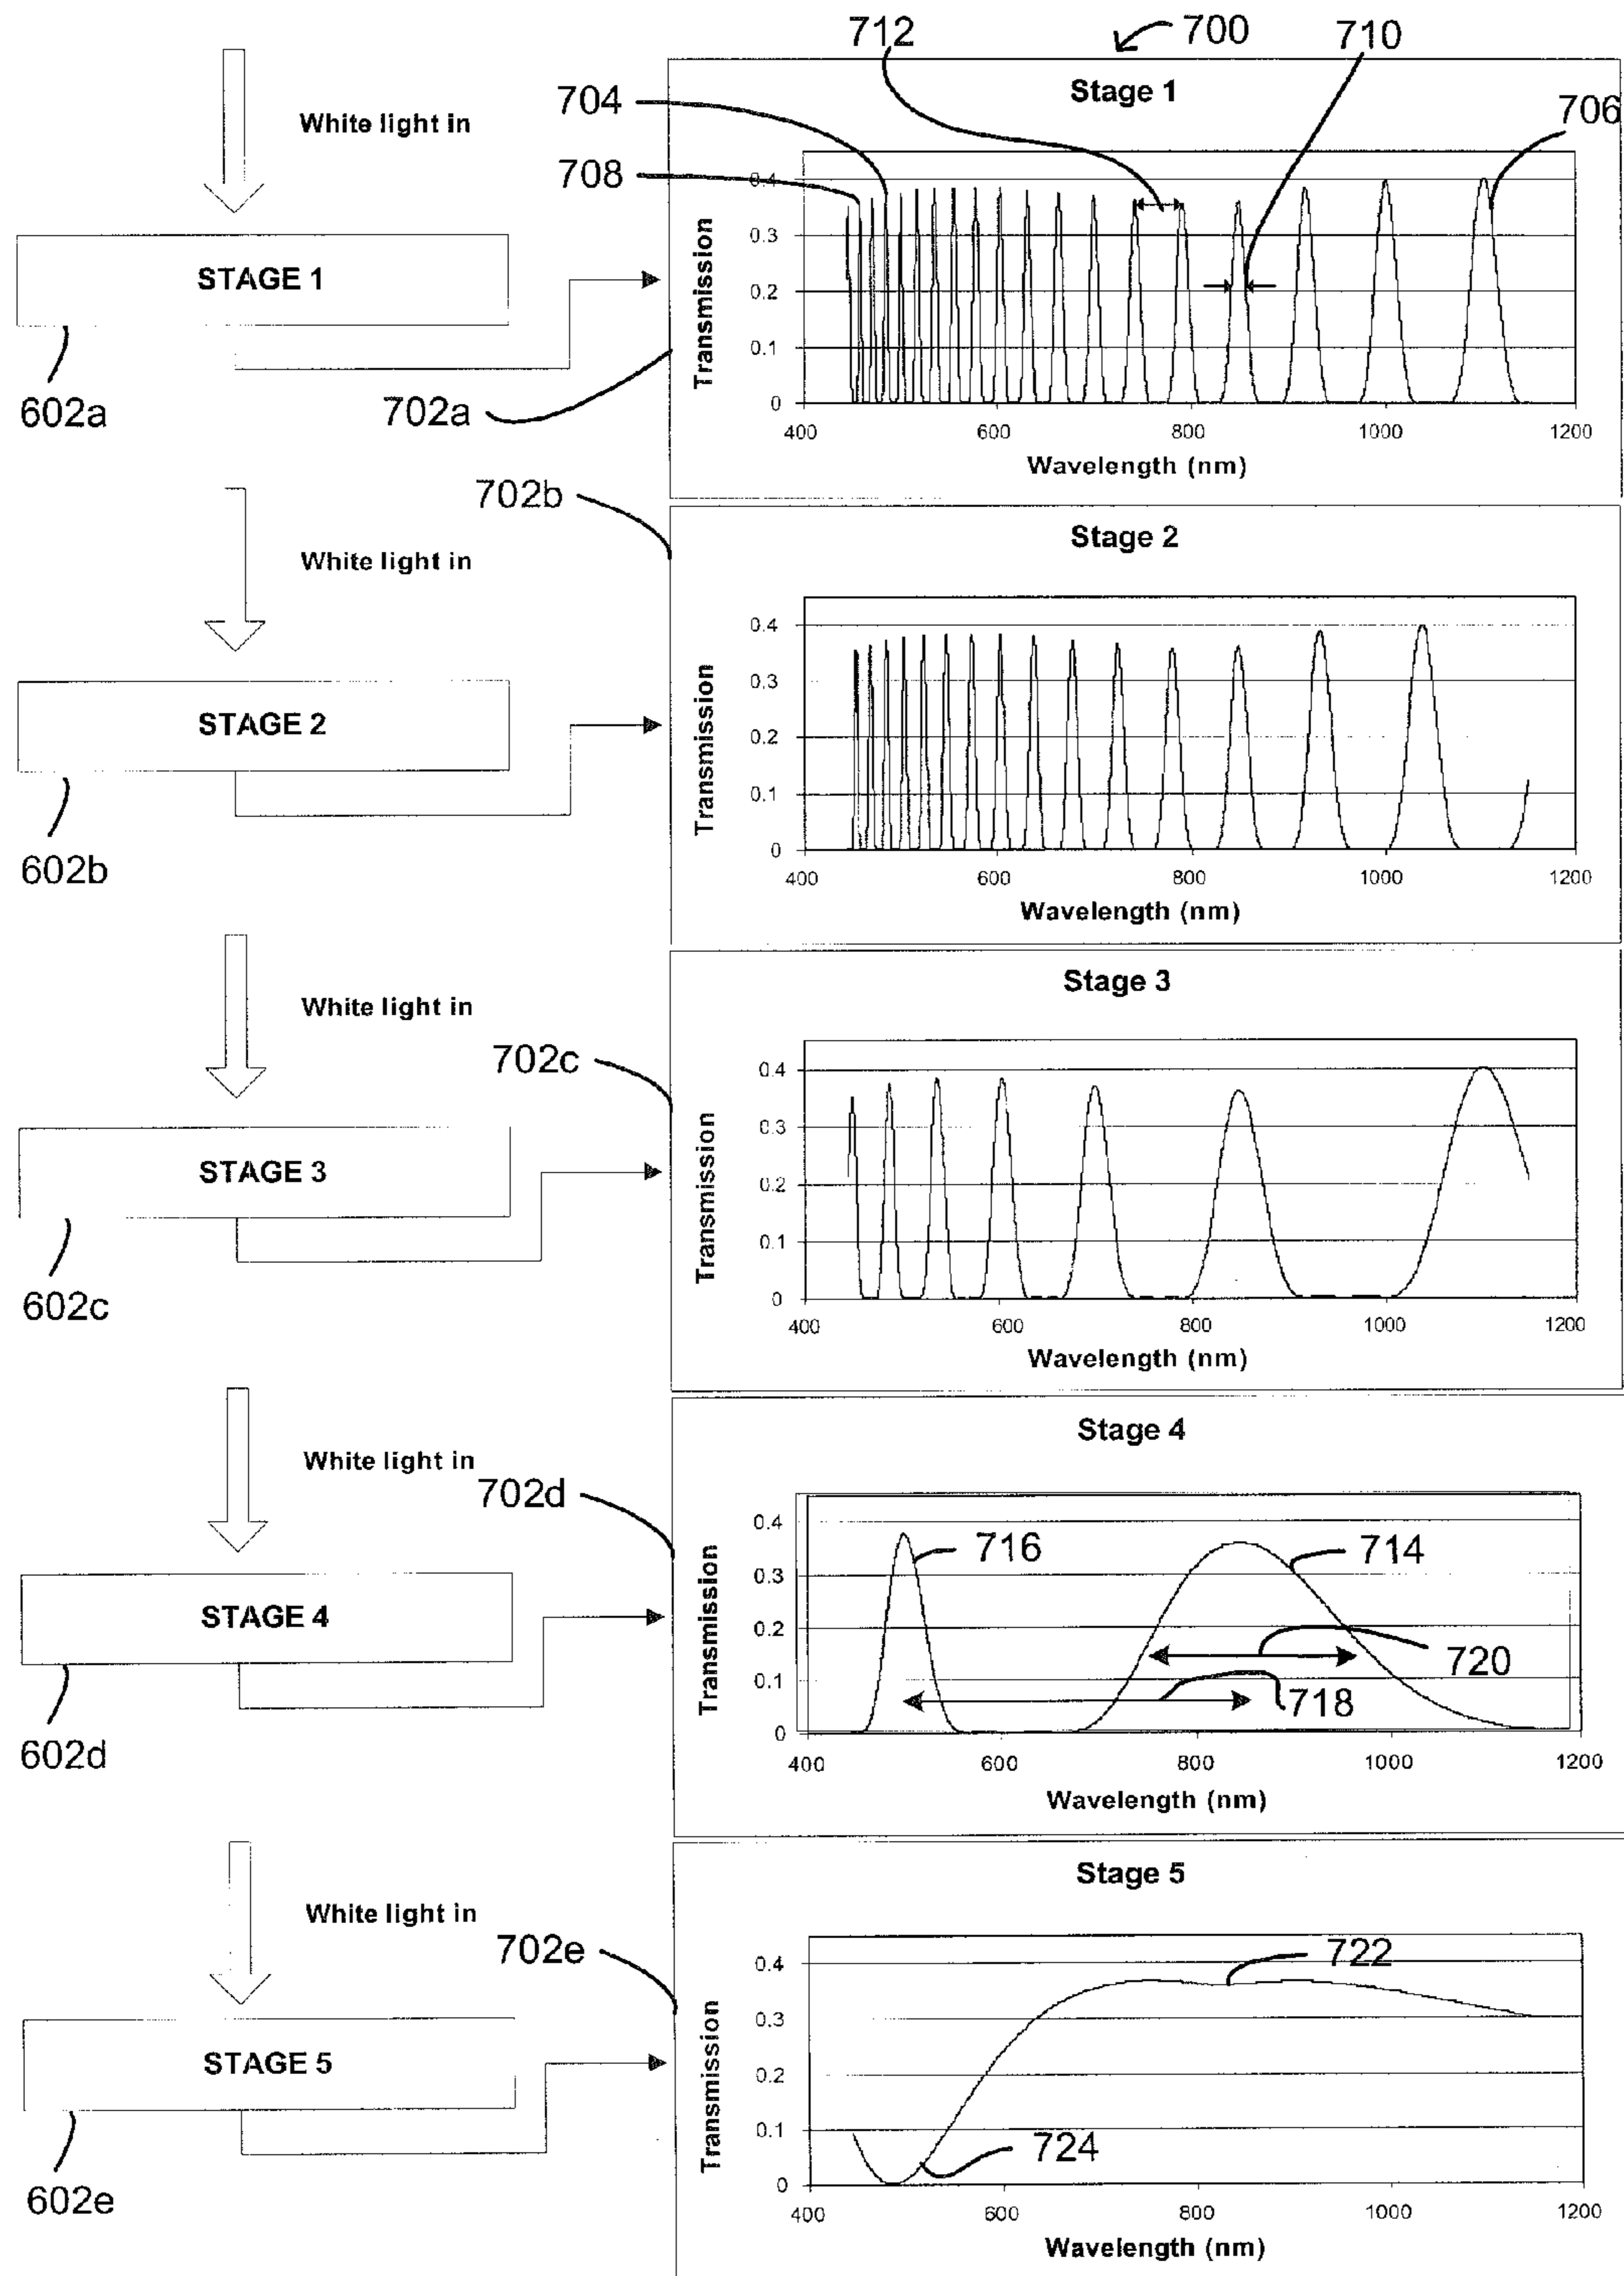 712
700
710
Stage 1
704
706
White light in
708
0.4
0.3
0.2
0.1
0
Transmission
STAGE 1
400
600
800
1000
1200
Wavelength (nm)
602a
702a
702b
Stage 2
White light in
0.4
0.3
0.2
0.1
0
Transmission
STAGE 2
400
600
800
1000
1200
Wavelength (nm)
602b
Stage 3
White light in
702c
0.4
0.3
0.2
0.1
0
Transmission
STAGE 3
400
600
800
1000
1200
Wavelength (nm)
602c
Stage 4
White light in
702d
0.4
0.3
0.2
0.1
0
Transmission
716
714
720
718
STAGE 4
400
600
800
1000
1200
Wavelength (nm)
602d
Stage 5
White light in
702e
0.4
0.3
0.2
0.1
0
Transmission
722
724
STAGE 5
400
600
800
1000
1200
Wavelength (nm)
602e